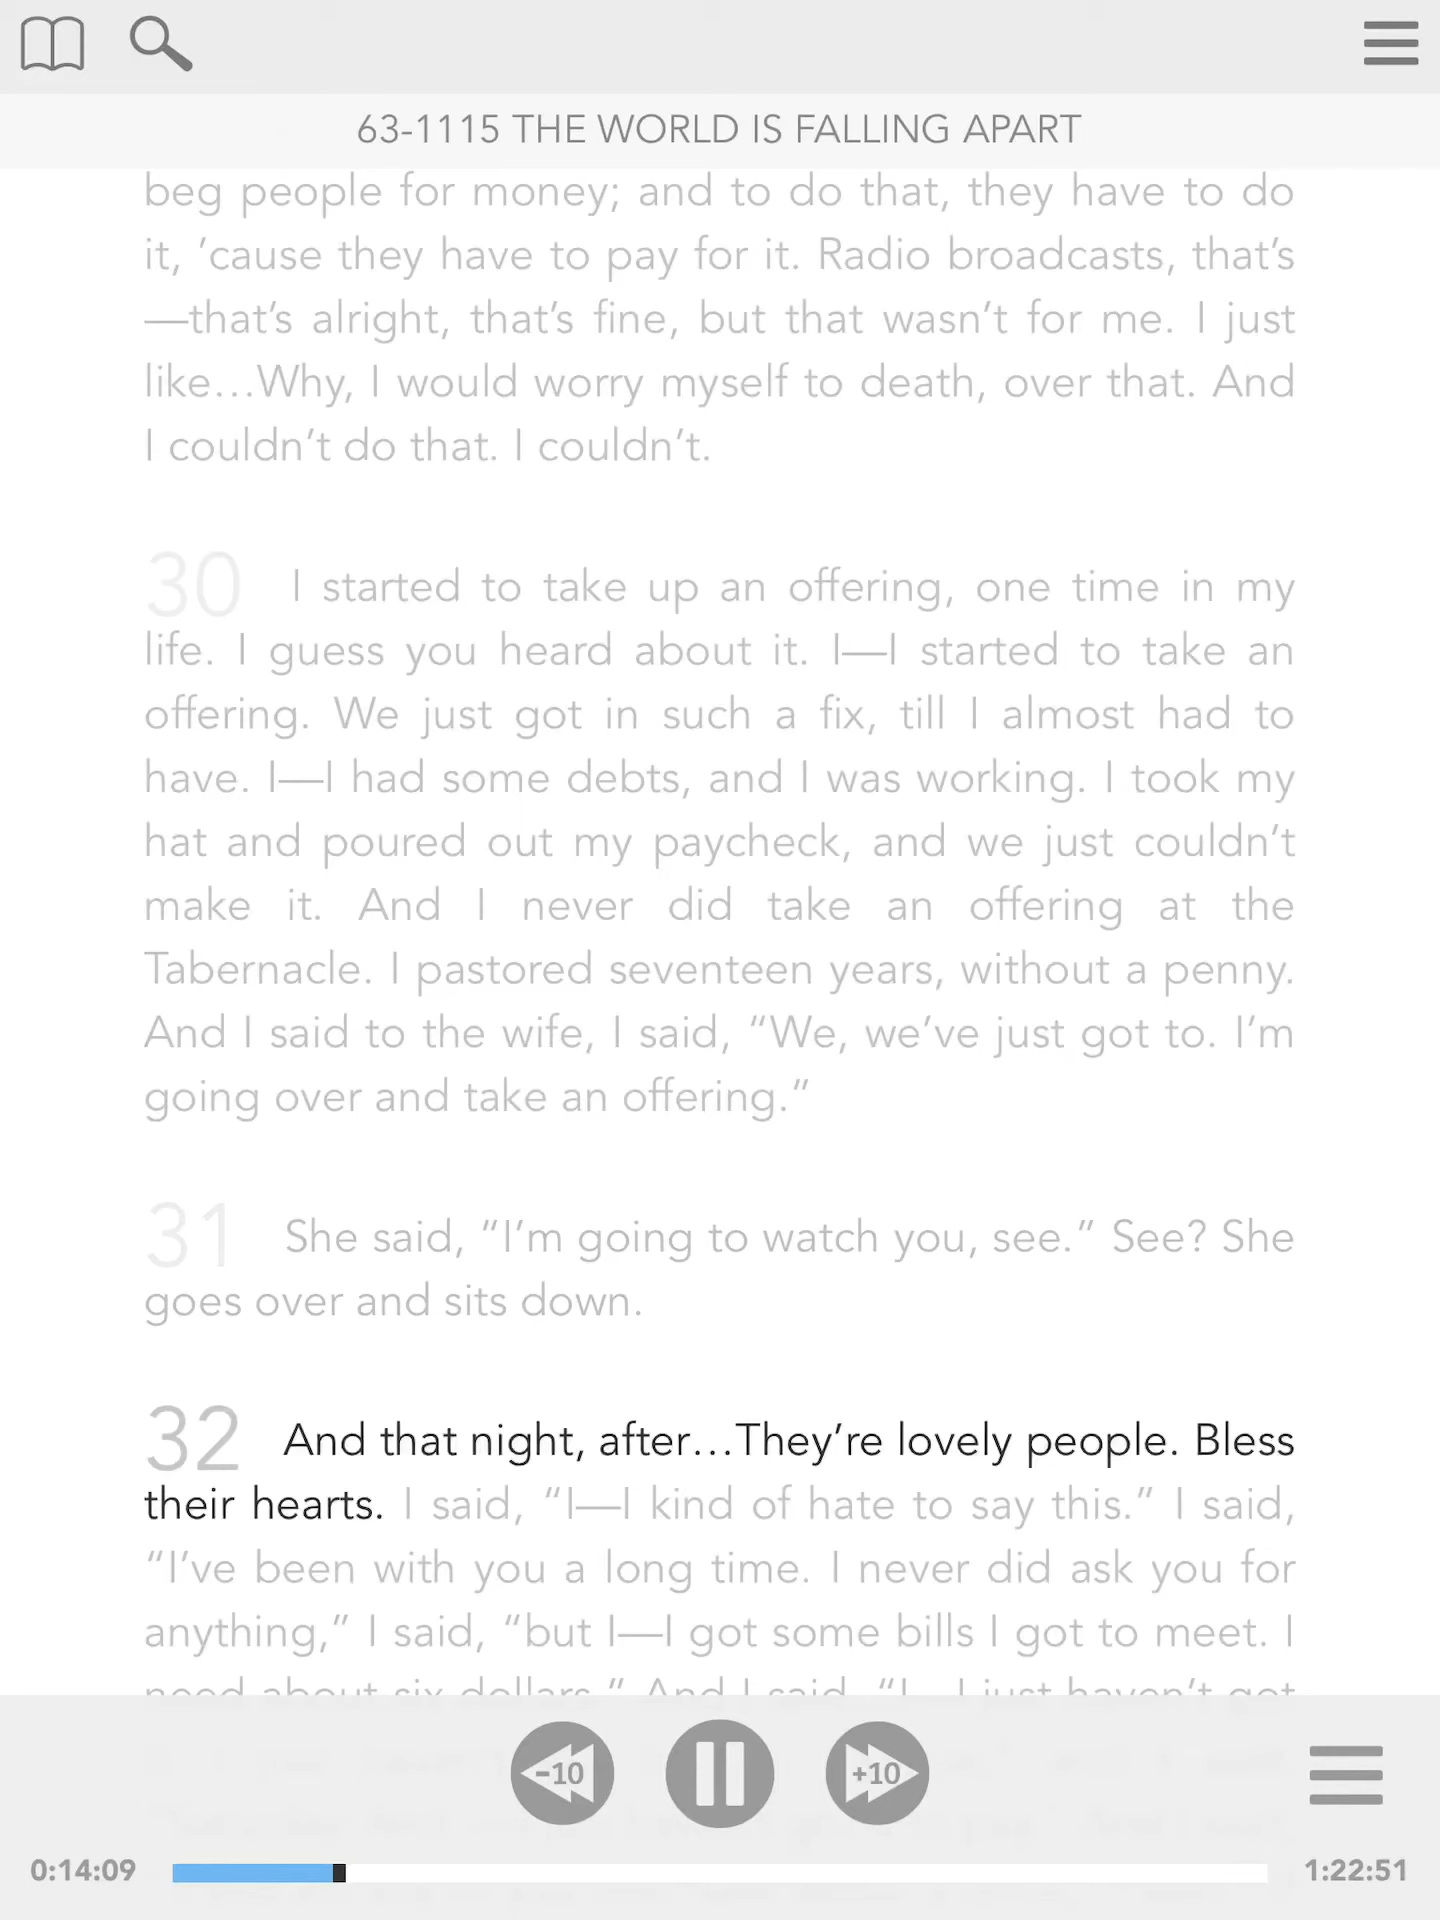 63-1115 THE WORLD IS FALLING APART
beg people for money; and to do that, they have to do
it, ’cause they have to pay for it. Radio broadcasts, that’s
—that’s alright, that’s fine, but that wasn’t for me. I just
like…Why, I would worry myself to death, over that. And
I couldn’t do that. I couldn’t.
30 I started to take up an offering, one time in my
life. I guess you heard about it. I—I started to take an
offering. We just got in such a fix, till I almost had to
have. I—I had some debts, and I was working. I took my
hat and poured out my paycheck, and we just couldn’t
make it. And I never did take an offering at the
Tabernacle. I pastored seventeen years, without a penny.
And I said to the wife, I said, “We, we’ve just got to. I’m
going over and take an offering.”
31 She said, “I’m going to watch you, see.” See? She
goes over and sits down.
32 And that night, after…They’re lovely people. Bless
their hearts. I said, “I—I kind of hate to say this.” I said,
“I’ve been with you a long time. I never did ask you for
anything,” I said, “but I—I got some bills I got to meet. I
need about six dollars.” And I said, “I—I just haven’t got
-10 +10
0:14:09 1:22:51